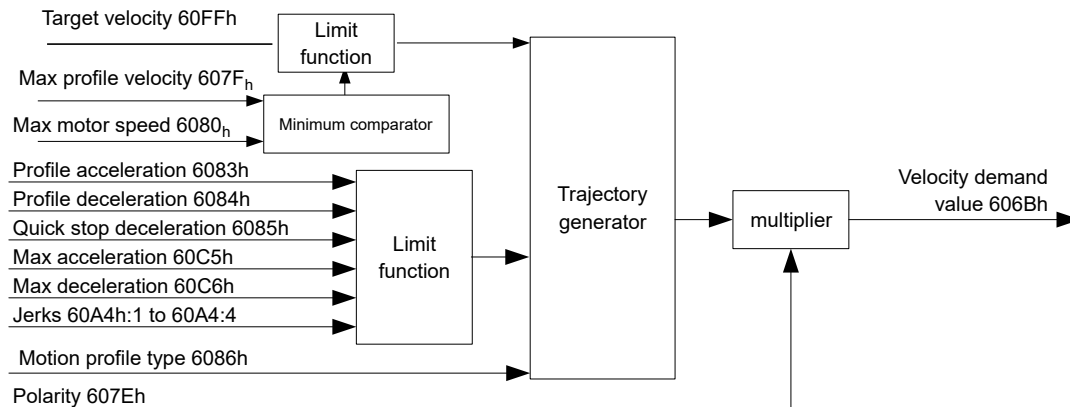 Target velocity 60FFh
Limit
function
Max profile velocity 607Fh
Minimum comparator
Max motor speed 6080h
Profile acceleration 6083h
Profile deceleration 6084h
Quick stop deceleration 6085h
Max acceleration 60C5h
Max deceleration 60C6h
Jerks 60A4h:1 to 60A4:4
Limit
function
Motion profile type 6086h
Polarity 607Eh
Trajectory
generator
multiplier
Velocity demand
value 606Bh